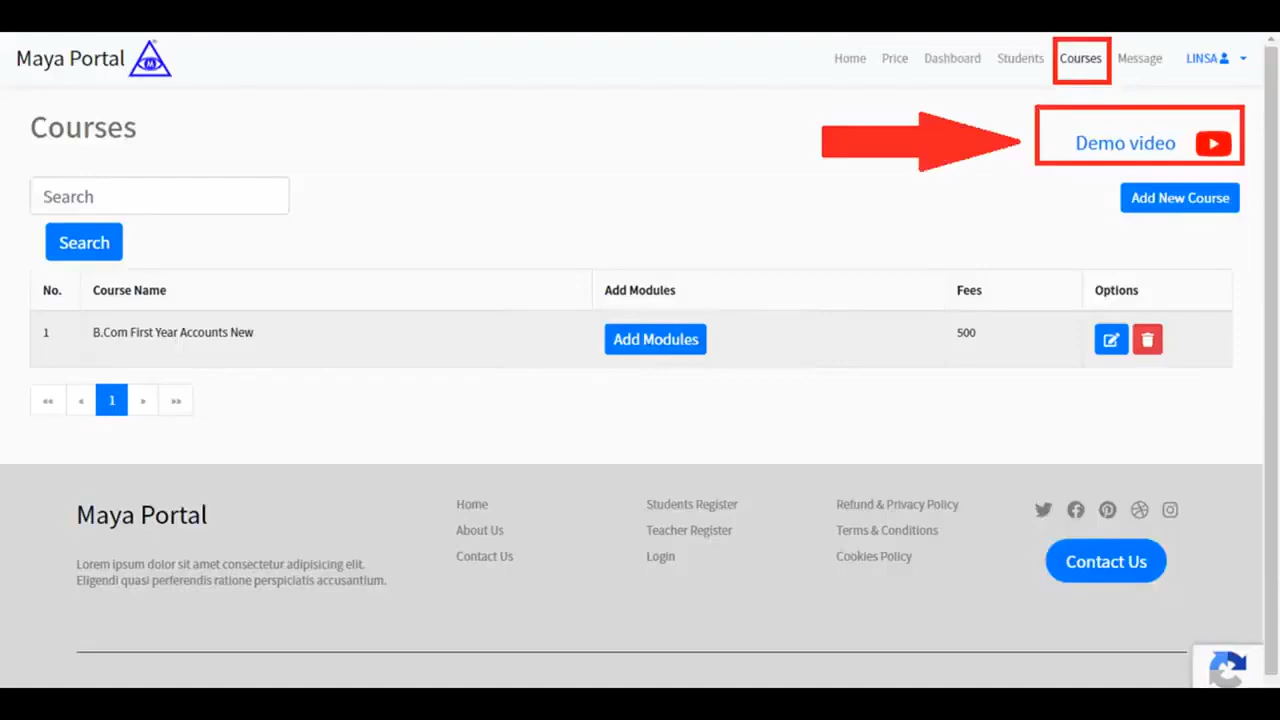 Maya Portal
Home Price Dashboard Students Courses Message LINSA
Courses
Demo video
Search
Add New Course
Search
No. Course Name Add Modules Fees Options
1 B.Com First Year Accounts New Add Modules 500
«« « 1 » »»
Maya Portal
Lorem ipsum dolor sit amet consectetur adipisicing elit.
Eligendi quasi perferendis ratione perspiciatis accusantium.
Home
About Us
Contact Us
Students Register
Teacher Register
Login
Refund & Privacy Policy
Terms & Conditions
Cookies Policy
Contact Us